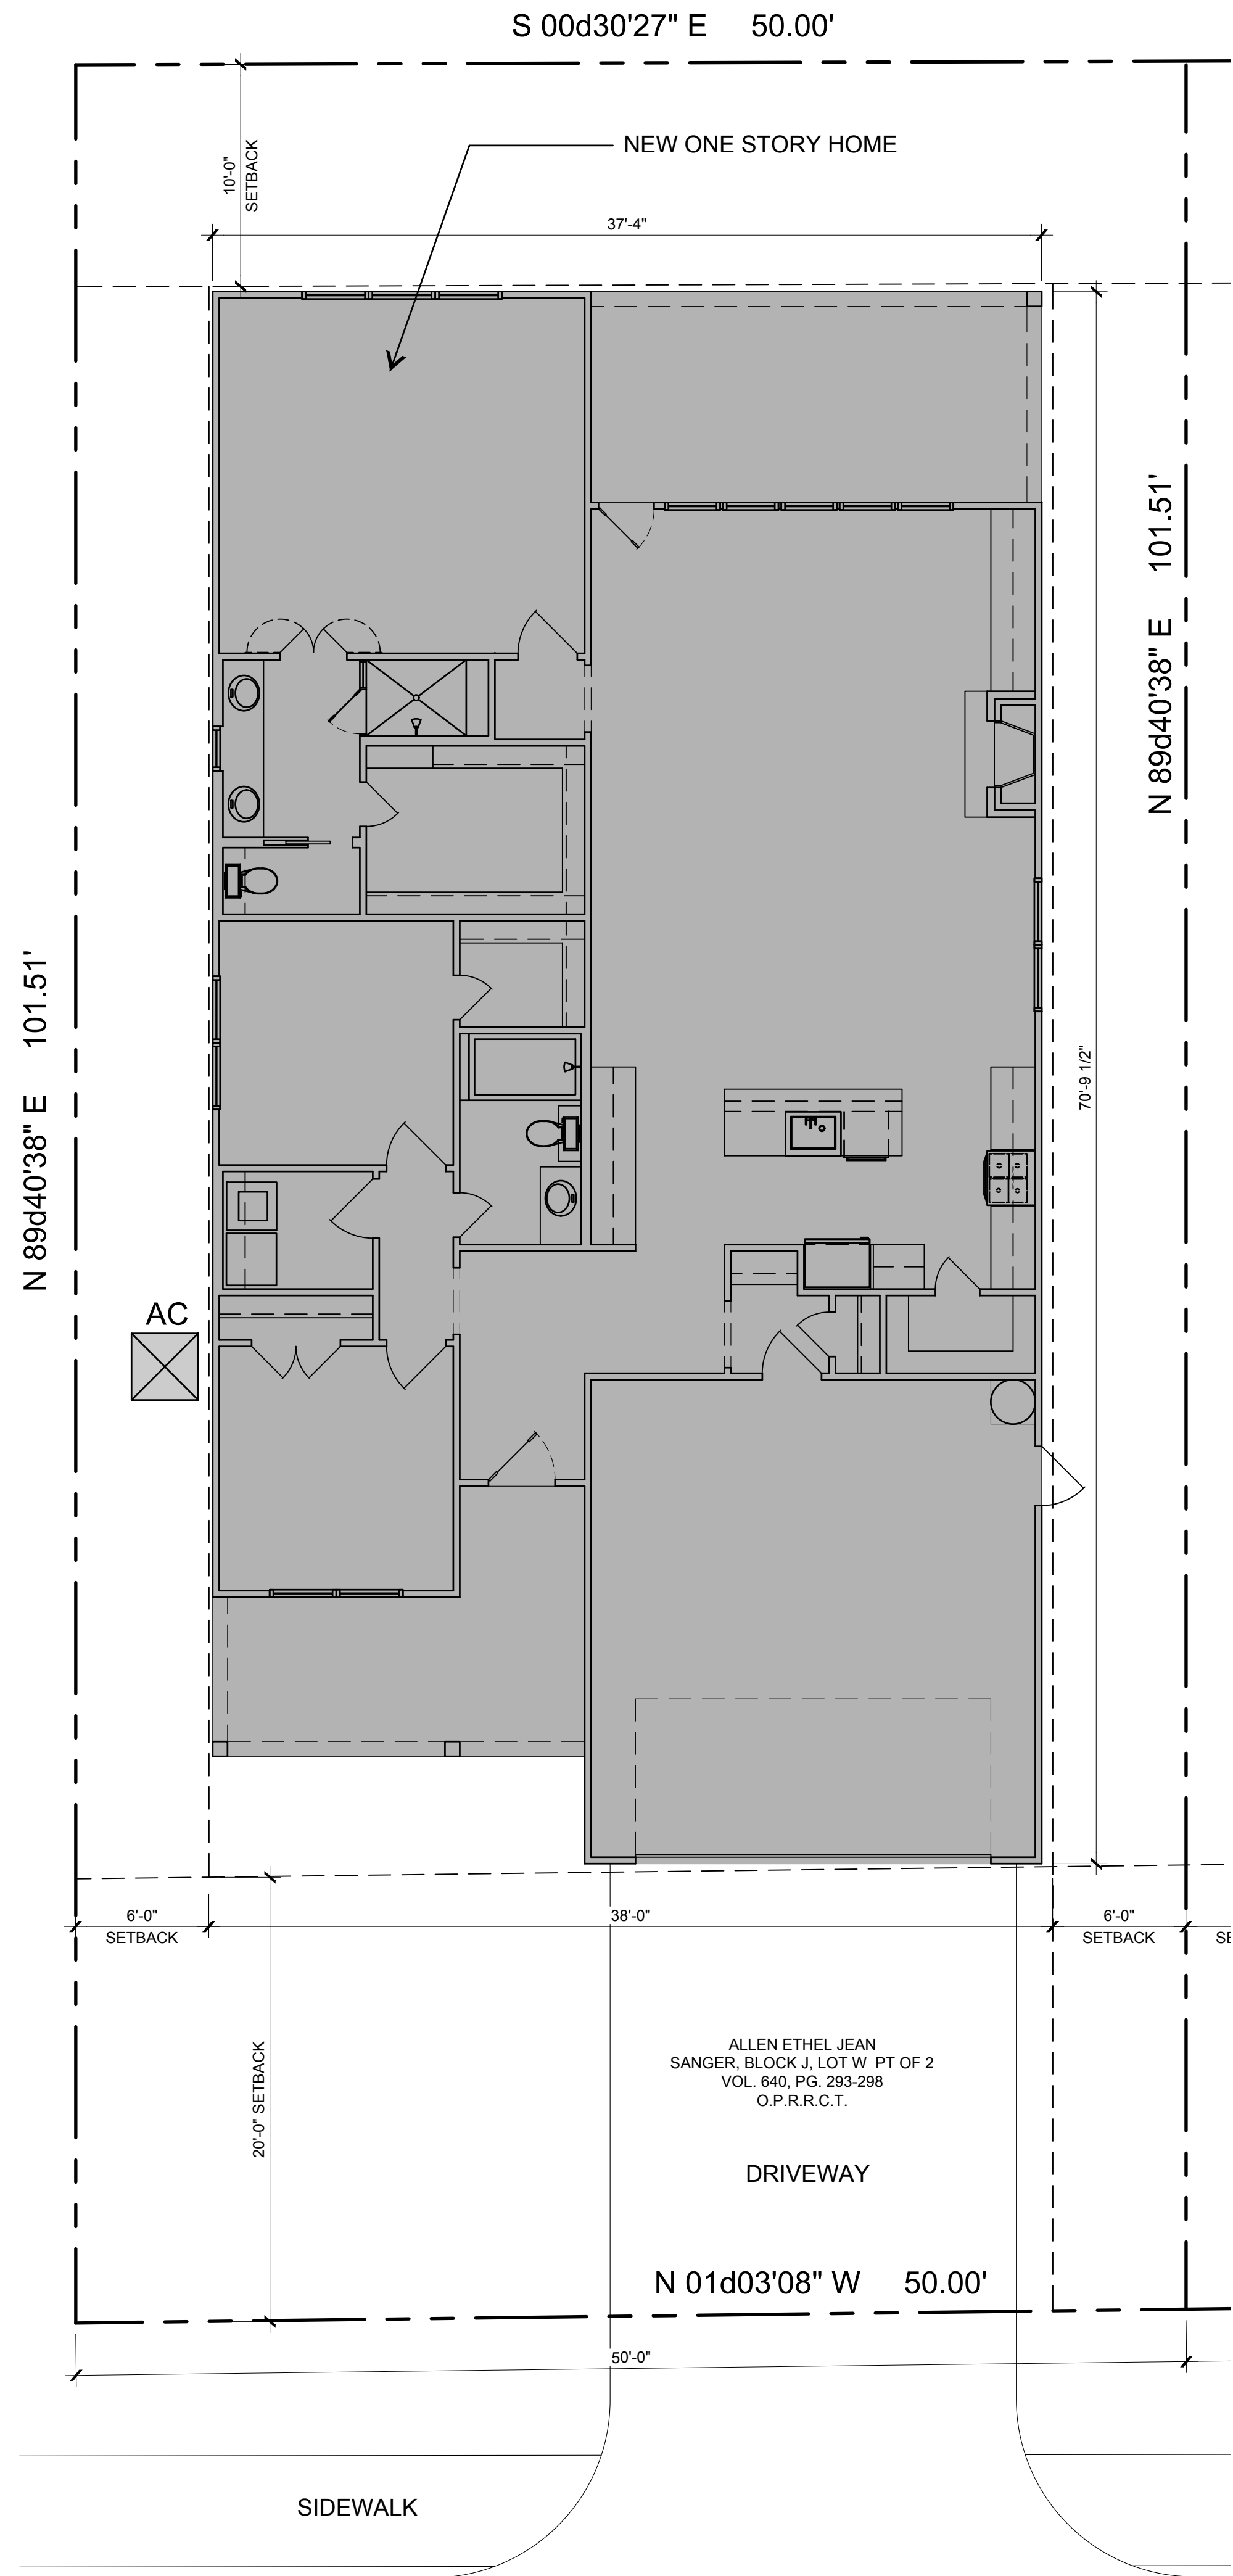 S 00d30'27" E 50.00'
NEW ONE STORY HOME
10'-0"
SETBACK
37'-4"
N 89d40'38" E 101.51'
N 89d40'38" E 101.51'
70'-9 1/2"
AC
6'-0"
SETBACK
38'-0"
6'-0"
SETBACK
SE
20'-0" SETBACK
ALLEN ETHEL JEAN
SANGER, BLOCK J, LOT W PT OF 2
VOL. 640, PG. 293-298
O.P.R.R.C.T.
DRIVEWAY
N 01d03'08" W 50.00'
50'-0"
SIDEWALK